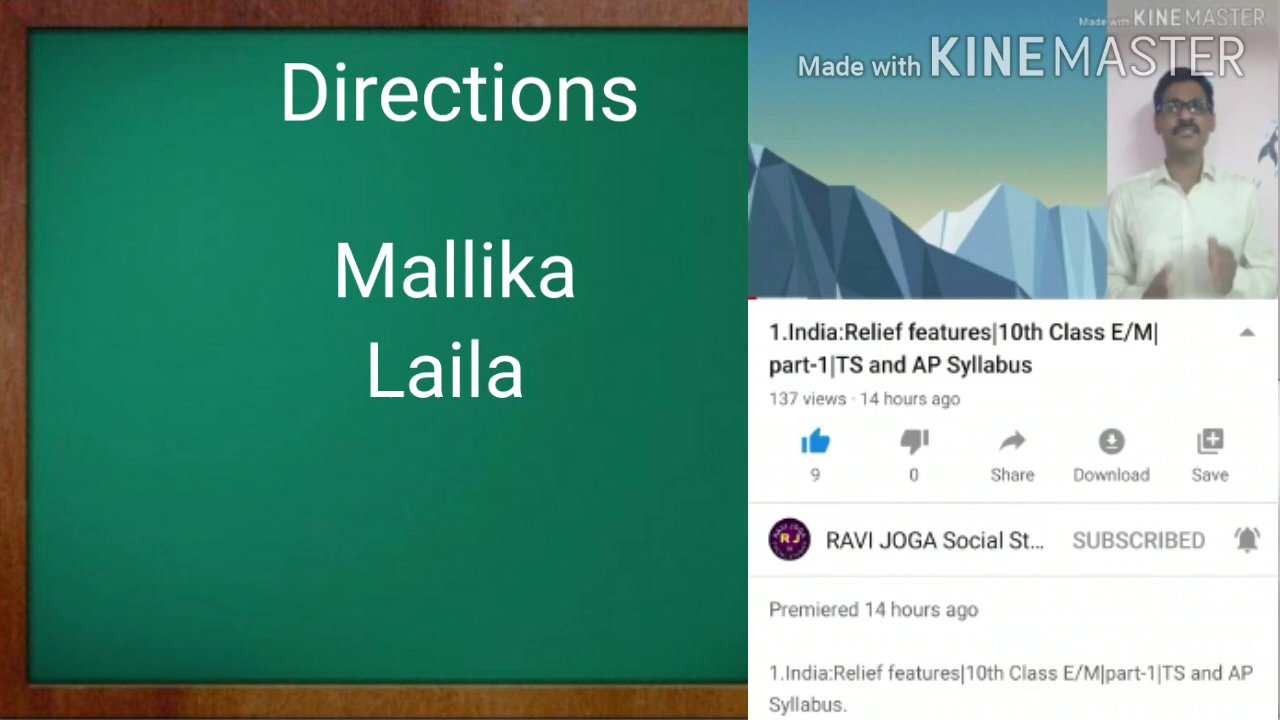 Directions
Mallika
Laila
Made with KINEMASTER
Made with KINEMASTER
1.India:Relief features|10th Class E/M|
part-1|TS and AP Syllabus
137 views · 14 hours ago
9
0
Share
Download
Save
RJ
RAVI JOGA Social St...
SUBSCRIBED
Premiered 14 hours ago
1.India:Relief features|10th Class E/M|part-1|TS and AP
Syllabus.